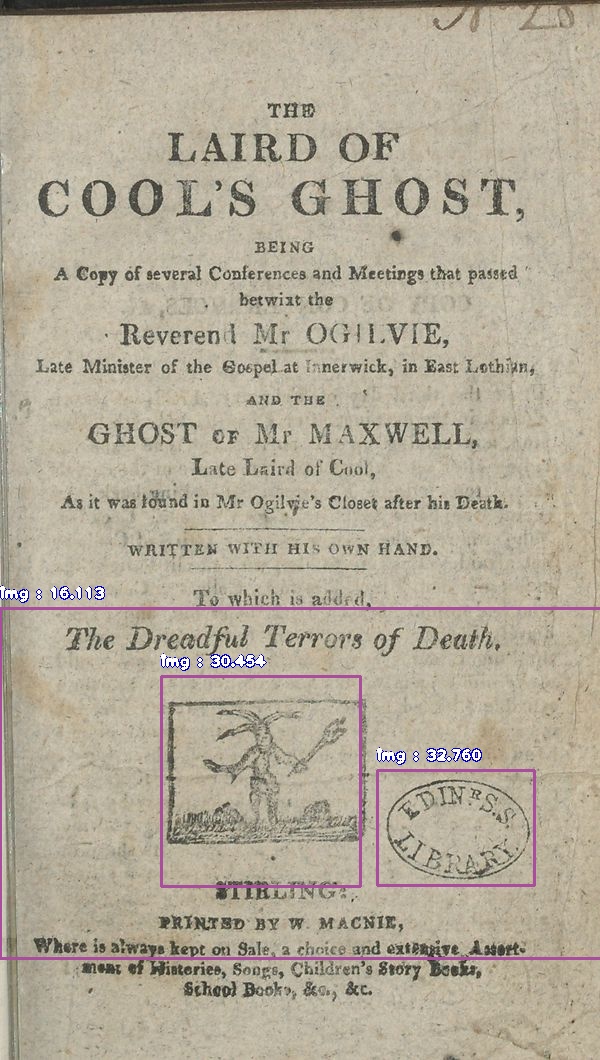 No 28
THE
LAIRD OF
COOL'S GHOST,
BEING
A Copy of several Conferences and Meetings that passed
betwixt the
Reverend Mr OGILVIE,
Late Minister of the Gospel at Innerwick, in East Lothian,
AND THE
GHOST OF Mr MAXWELL,
Late Laird of Cool,
As it was found in Mr Ogilvie's Closet after his Death.
WRITTEN WITH HIS OWN HAND.
To which is added,
img : 16.113
The Dreadful Terrors of Death.
img : 30.454
img : 32.760
EDINR. S.S.
LIBRARY
STIRLING:
PRINTED BY W. MACNIE,
Where is always kept on Sale, a choice and extensive Assort-
ment of Histories, Songs, Children's Story Books,
School Books, &c., &c.